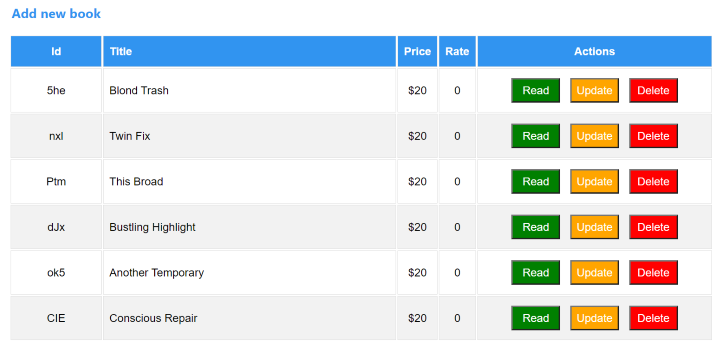 Add new book
Id Title Price Rate Actions
5he Blond Trash $20 0 Read Update Delete
nxl Twin Fix $20 0 Read Update Delete
Ptm This Broad $20 0 Read Update Delete
dJx Bustling Highlight $20 0 Read Update Delete
ok5 Another Temporary $20 0 Read Update Delete
CIE Conscious Repair $20 0 Read Update Delete